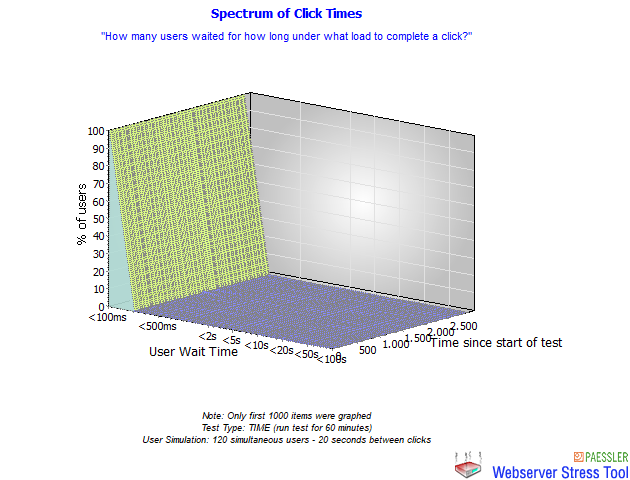 Spectrum of Click Times
"How many users waited for how long under what load to complete a click?"
% of users
100
90
80
70
60
50
40
30
20
10
0
<100ms
<500ms
<2s
<5s
<10s
<20s
<50s
<100s
User Wait Time
0
500
1.000
1.500
2.000
2.500
Time since start of test
Note: Only first 1000 items were graphed
Test Type: TIME (run test for 60 minutes)
User Simulation: 120 simultaneous users - 20 seconds between clicks
PAESSLER
Webserver Stress Tool